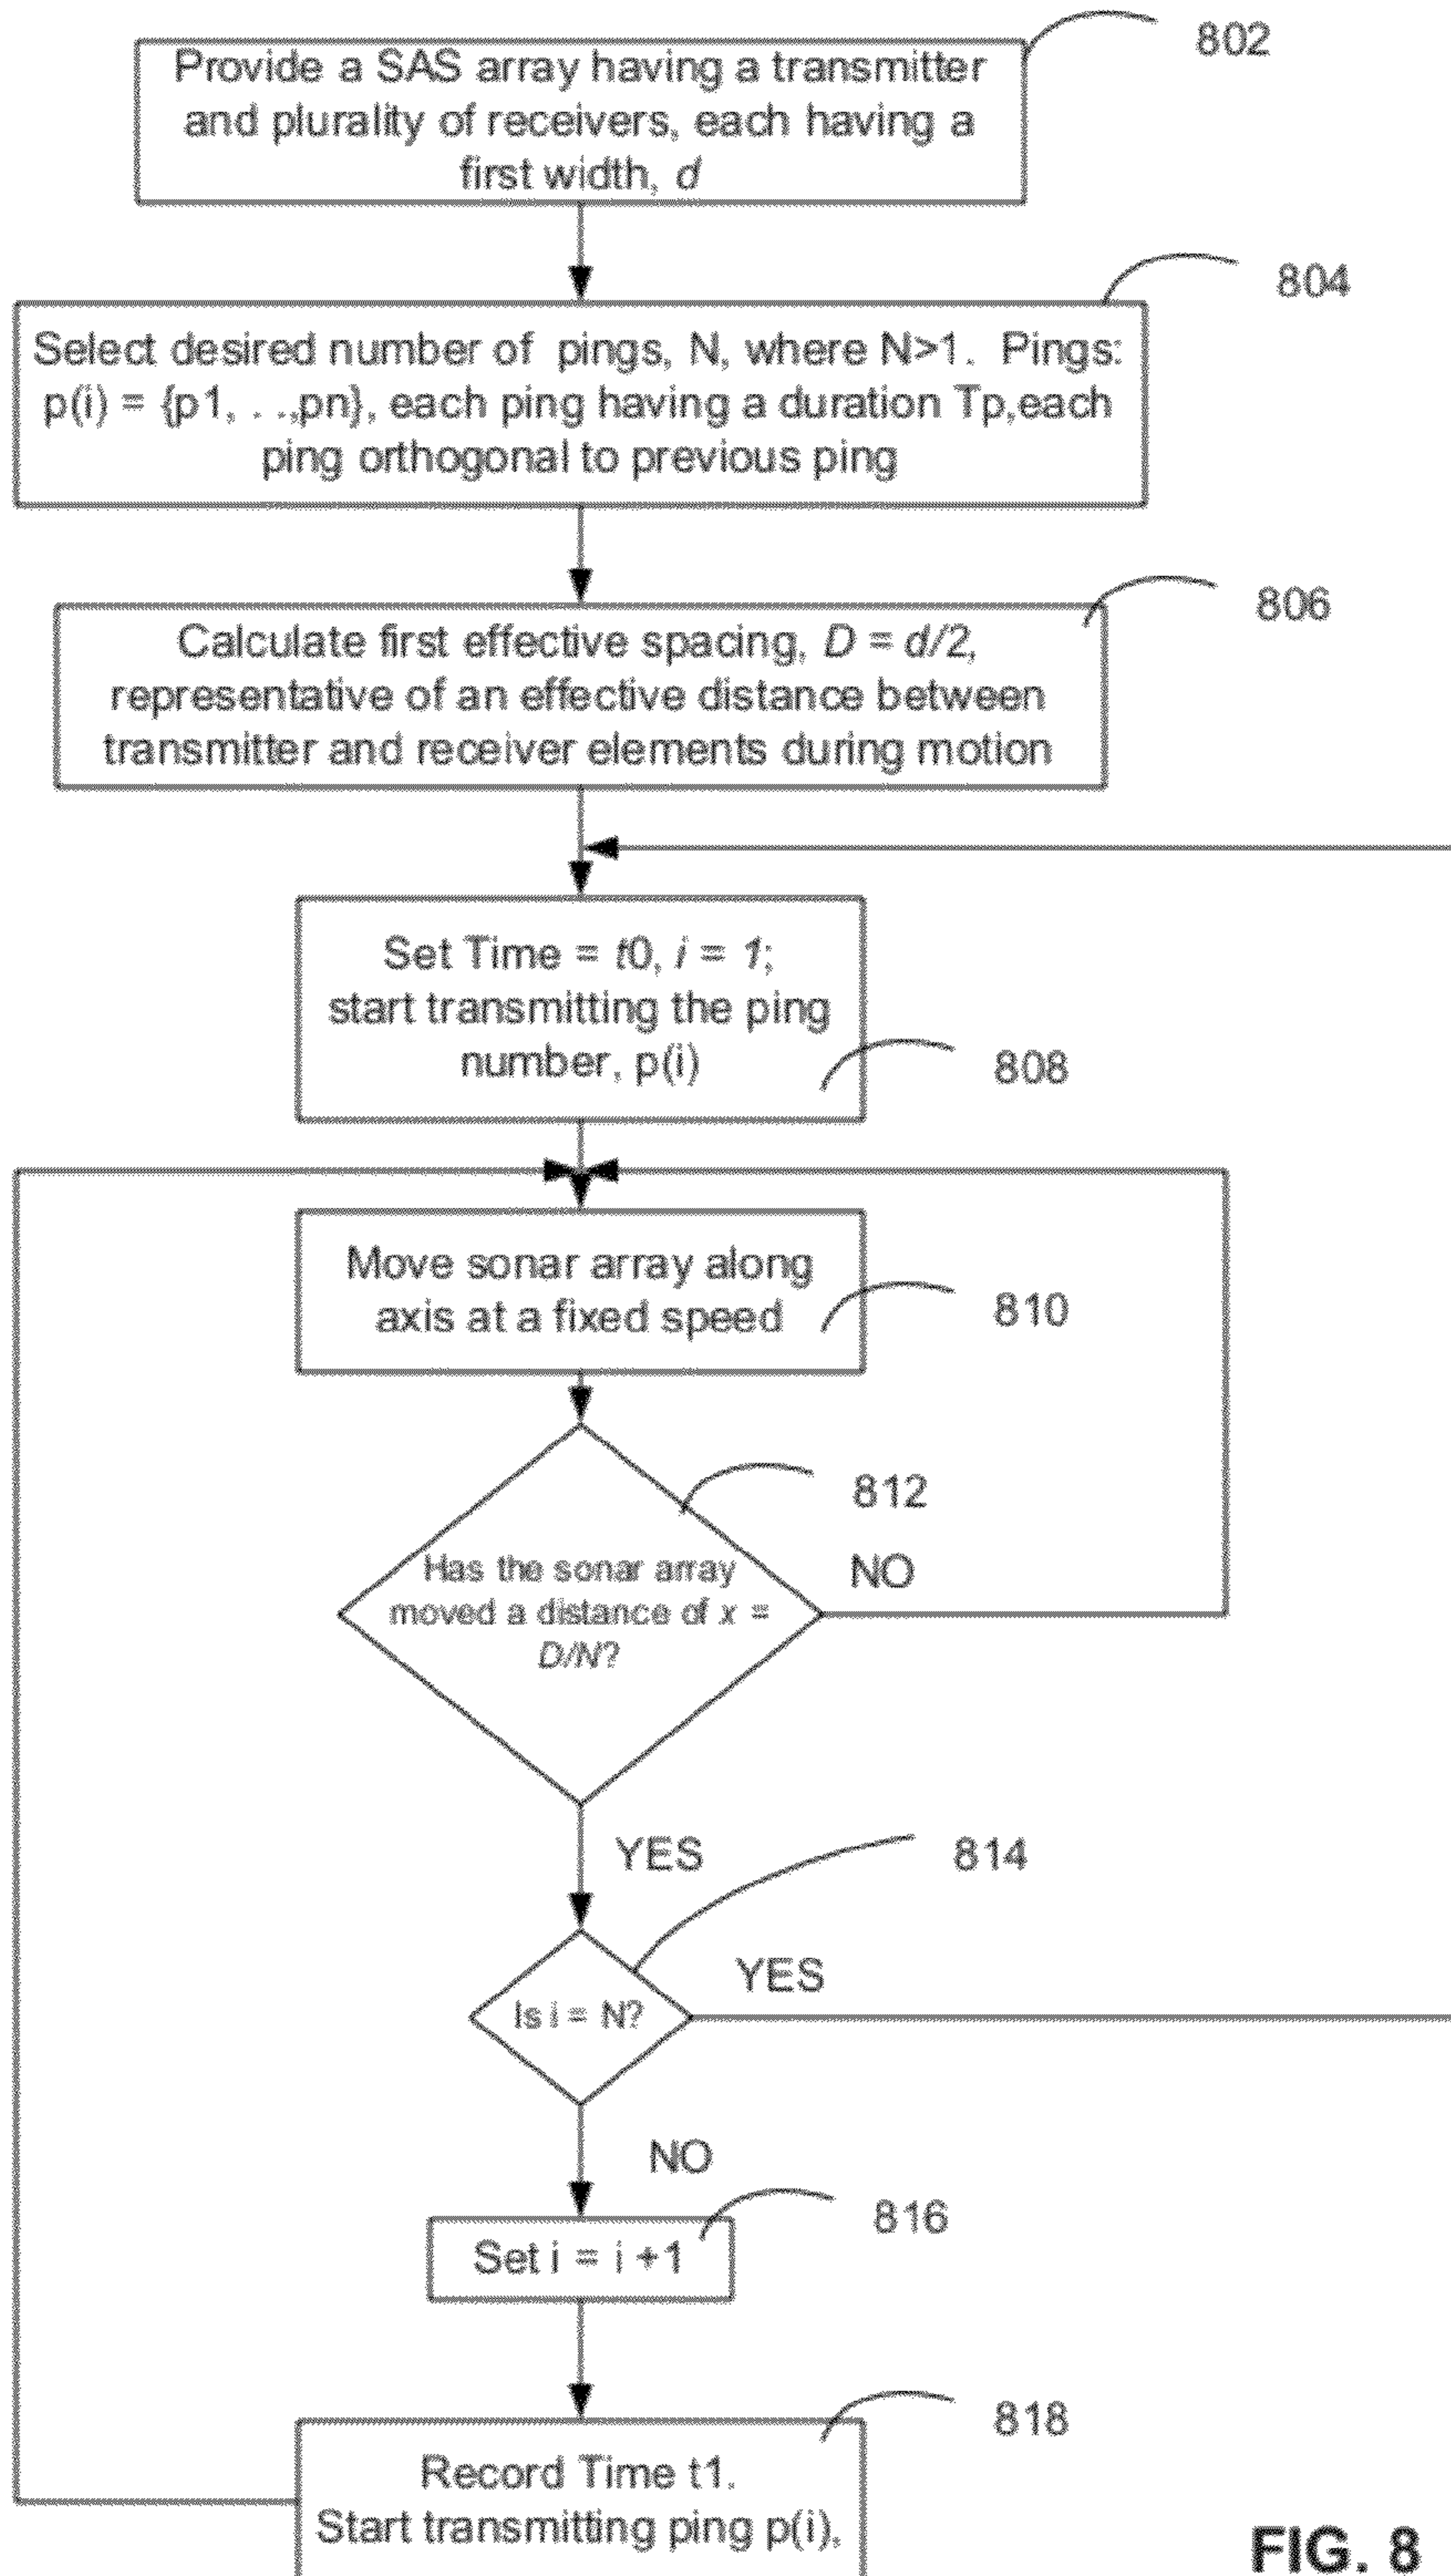 802
Provide a SAS array having a transmitter
and plurality of receivers, each having a
first width, d
804
Select desired number of pings, N, where N>1. Pings:
p(i) = {p1, . .,pn}, each ping having a duration Tp,each
ping orthogonal to previous ping
806
Calculate first effective spacing, D = d/2,
representative of an effective distance between
transmitter and receiver elements during motion
Set Time = t0, i = 1;
start transmitting the ping
number, p(i)
808
Move sonar array along
axis at a fixed speed
810
812
Has the sonar array
moved a distance of x =
D/N?
NO
YES
814
YES
Is i = N?
NO
816
Set i = i +1
818
Record Time t1.
Start transmitting ping p(i),
FIG. 8